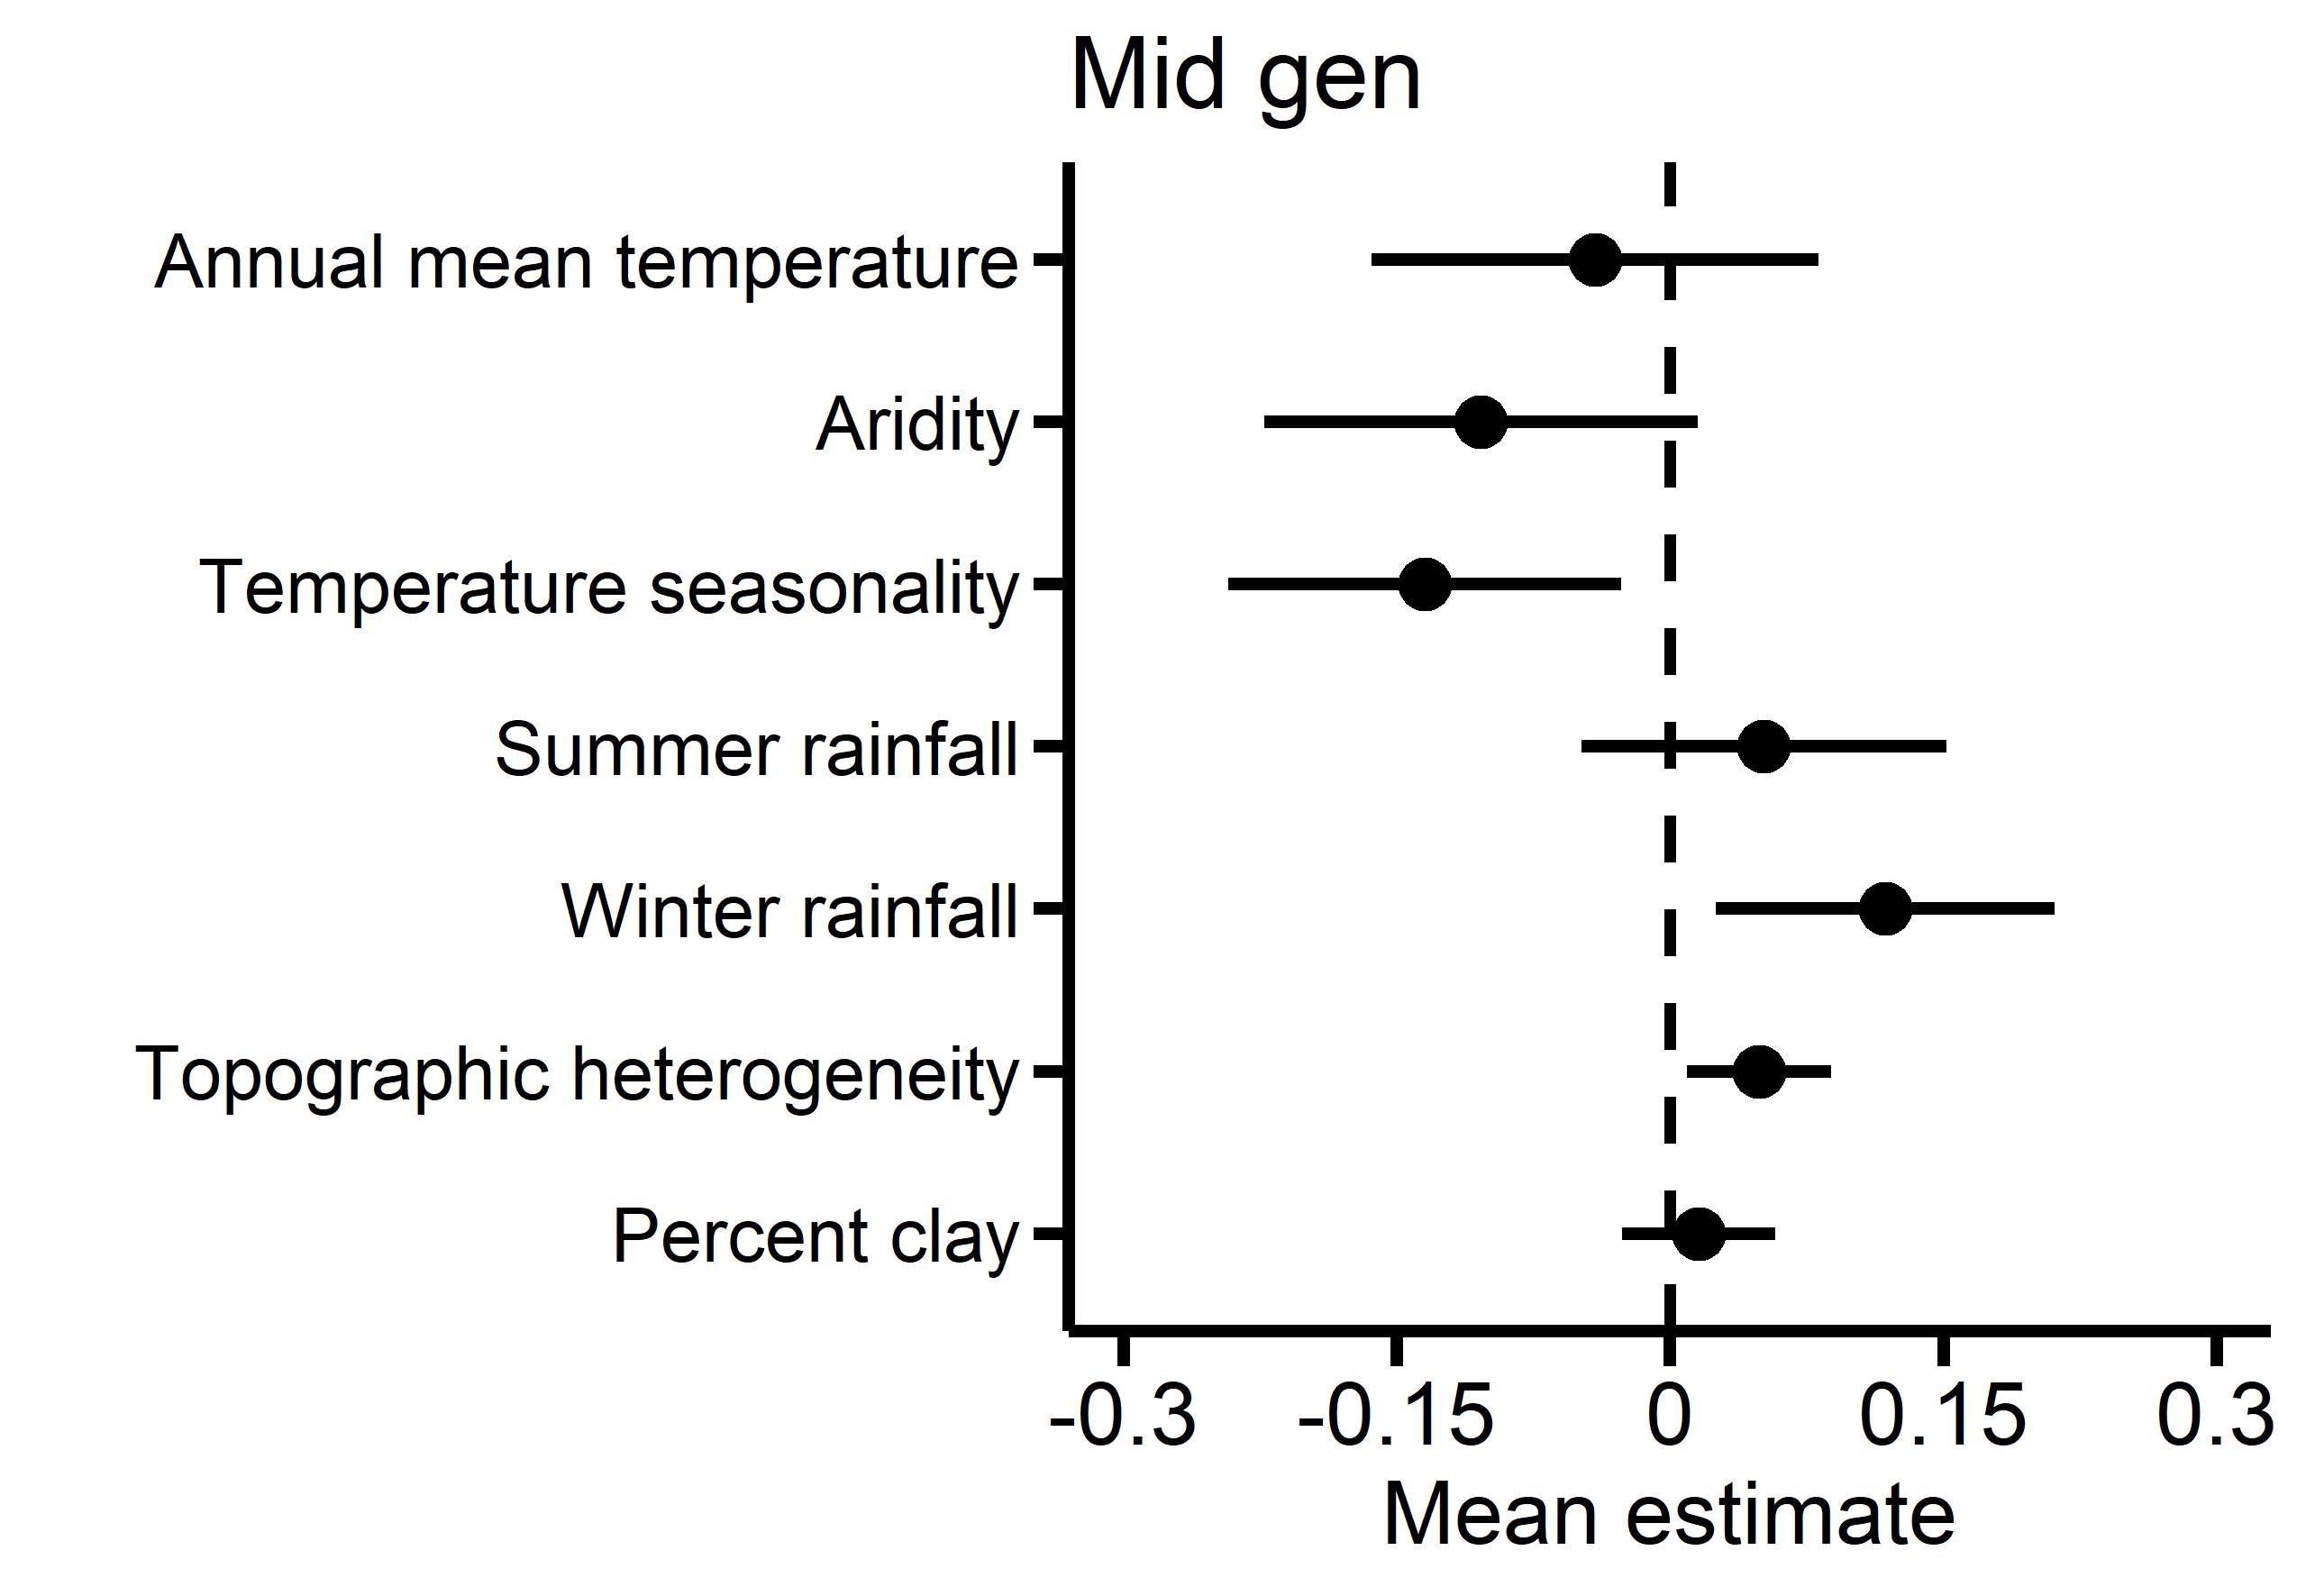 Mid gen
Annual mean temperature
Aridity
Temperature seasonality
Summer rainfall
Winter rainfall
Topographic heterogeneity
Percent clay
-0.3 -0.15 0 0.15 0.3
Mean estimate